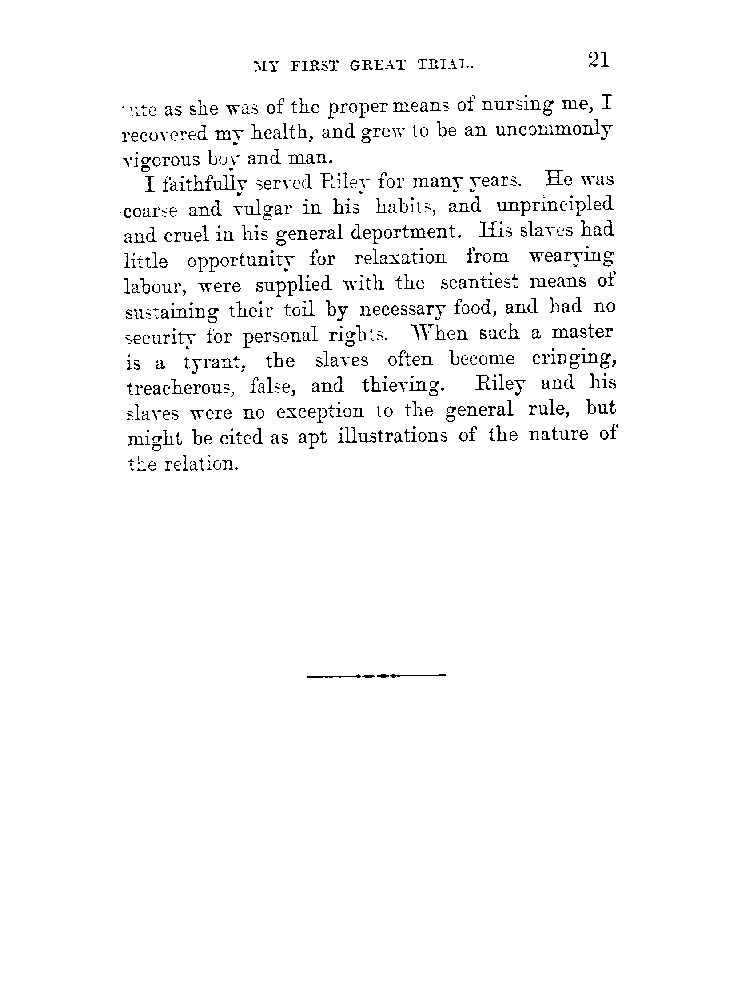 MY FIRST GREAT TRIAL. 21
as she was of the proper means of nursing me, I
recovered my health, and grew to be an uncommonly
vigorous boy and man.
I faithfully served Riley for many years. He was
coarse and vulgar in his habits, and unprincipled
and cruel in his general deportment. His slaves had
little opportunity for relaxation from wearying
labour, were supplied with the scantiest means of
sustaining their toil by necessary food, and had no
security for personal rights. When such a master
is a tyrant, the slaves often become cringing,
treacherous, false, and thieving. Riley and his
slaves were no exception to the general rule, but
might be cited as apt illustrations of the nature of
the relation.